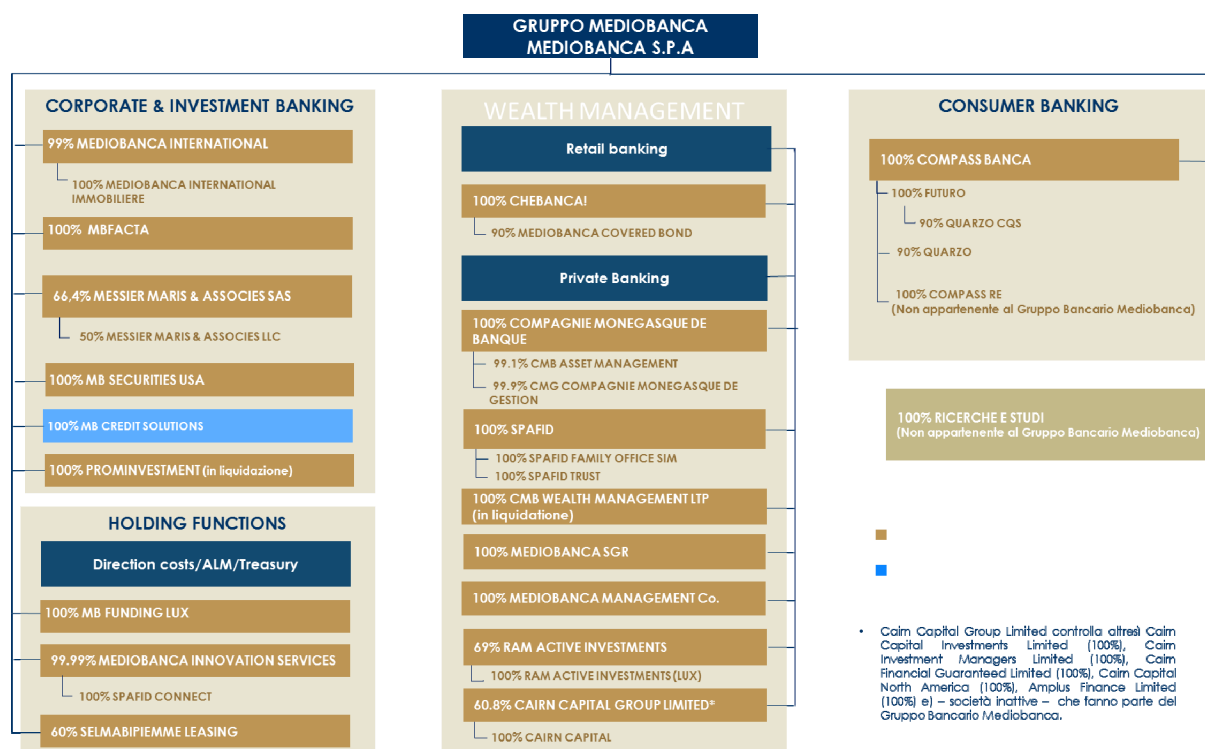 GRUPPO MEDIOBANCA
MEDIOBANCA S.P.A
CORPORATE & INVESTMENT BANKING
99% MEDIOBANCA INTERNATIONAL
100% MEDIOBANCA INTERNATIONAL
IMMOBILIERE
100% MBFACTA
66,4% MESSIER MARIS & ASSOCIES SAS
50% MESSIER MARIS & ASSOCIES LLC
100% MB SECURITIES USA
100% MB CREDIT SOLUTIONS
100% PROMINVESTMENT (in liquidazione)
HOLDING FUNCTIONS
Direction costs/ALM/Treasury
100% MB FUNDING LUX
99.99% MEDIOBANCA INNOVATION SERVICES
100% SPAFID CONNECT
60% SELMABIPIEMME LEASING
WEALTH MANAGEMENT
Retail banking
100% CHEBANCA!
90% MEDIOBANCA COVERED BOND
Private Banking
100% COMPAGNIE MONEGASQUE DE
BANQUE
99.1% CMB ASSET MANAGEMENT
99.9% CMG COMPAGNIE MONEGASQUE DE
GESTION
100% SPAFID
100% SPAFID FAMILY OFFICE SIM
100% SPAFID TRUST
100% CMB WEALTH MANAGEMENT LTP
(in liquidatione)
100% MEDIOBANCA SGR
100% MEDIOBANCA MANAGEMENT Co.
69% RAM ACTIVE INVESTMENTS
100% RAM ACTIVE INVESTMENTS (LUX)
60.8% CAIRN CAPITAL GROUP LIMITED*
100% CAIRN CAPITAL
CONSUMER BANKING
100% COMPASS BANCA
100% FUTURO
90% QUARZO CQS
90% QUARZO
100% COMPASS RE
(Non appartenente al Gruppo Bancario Mediobanca)
100% RICERCHE E STUDI
(Non appartenente al Gruppo Bancario Mediobanca)
• Cairn Capital Group Limited controlla altresì Cairn
Capital Investments Limited (100%), Cairn
Investment Managers Limited (100%), Cairn
Financial Guaranteed Limited (100%), Cairn Capital
North America (100%), Amplus Finance Limited
(100%) e) – società inattive – che fanno parte del
Gruppo Bancario Mediobanca.